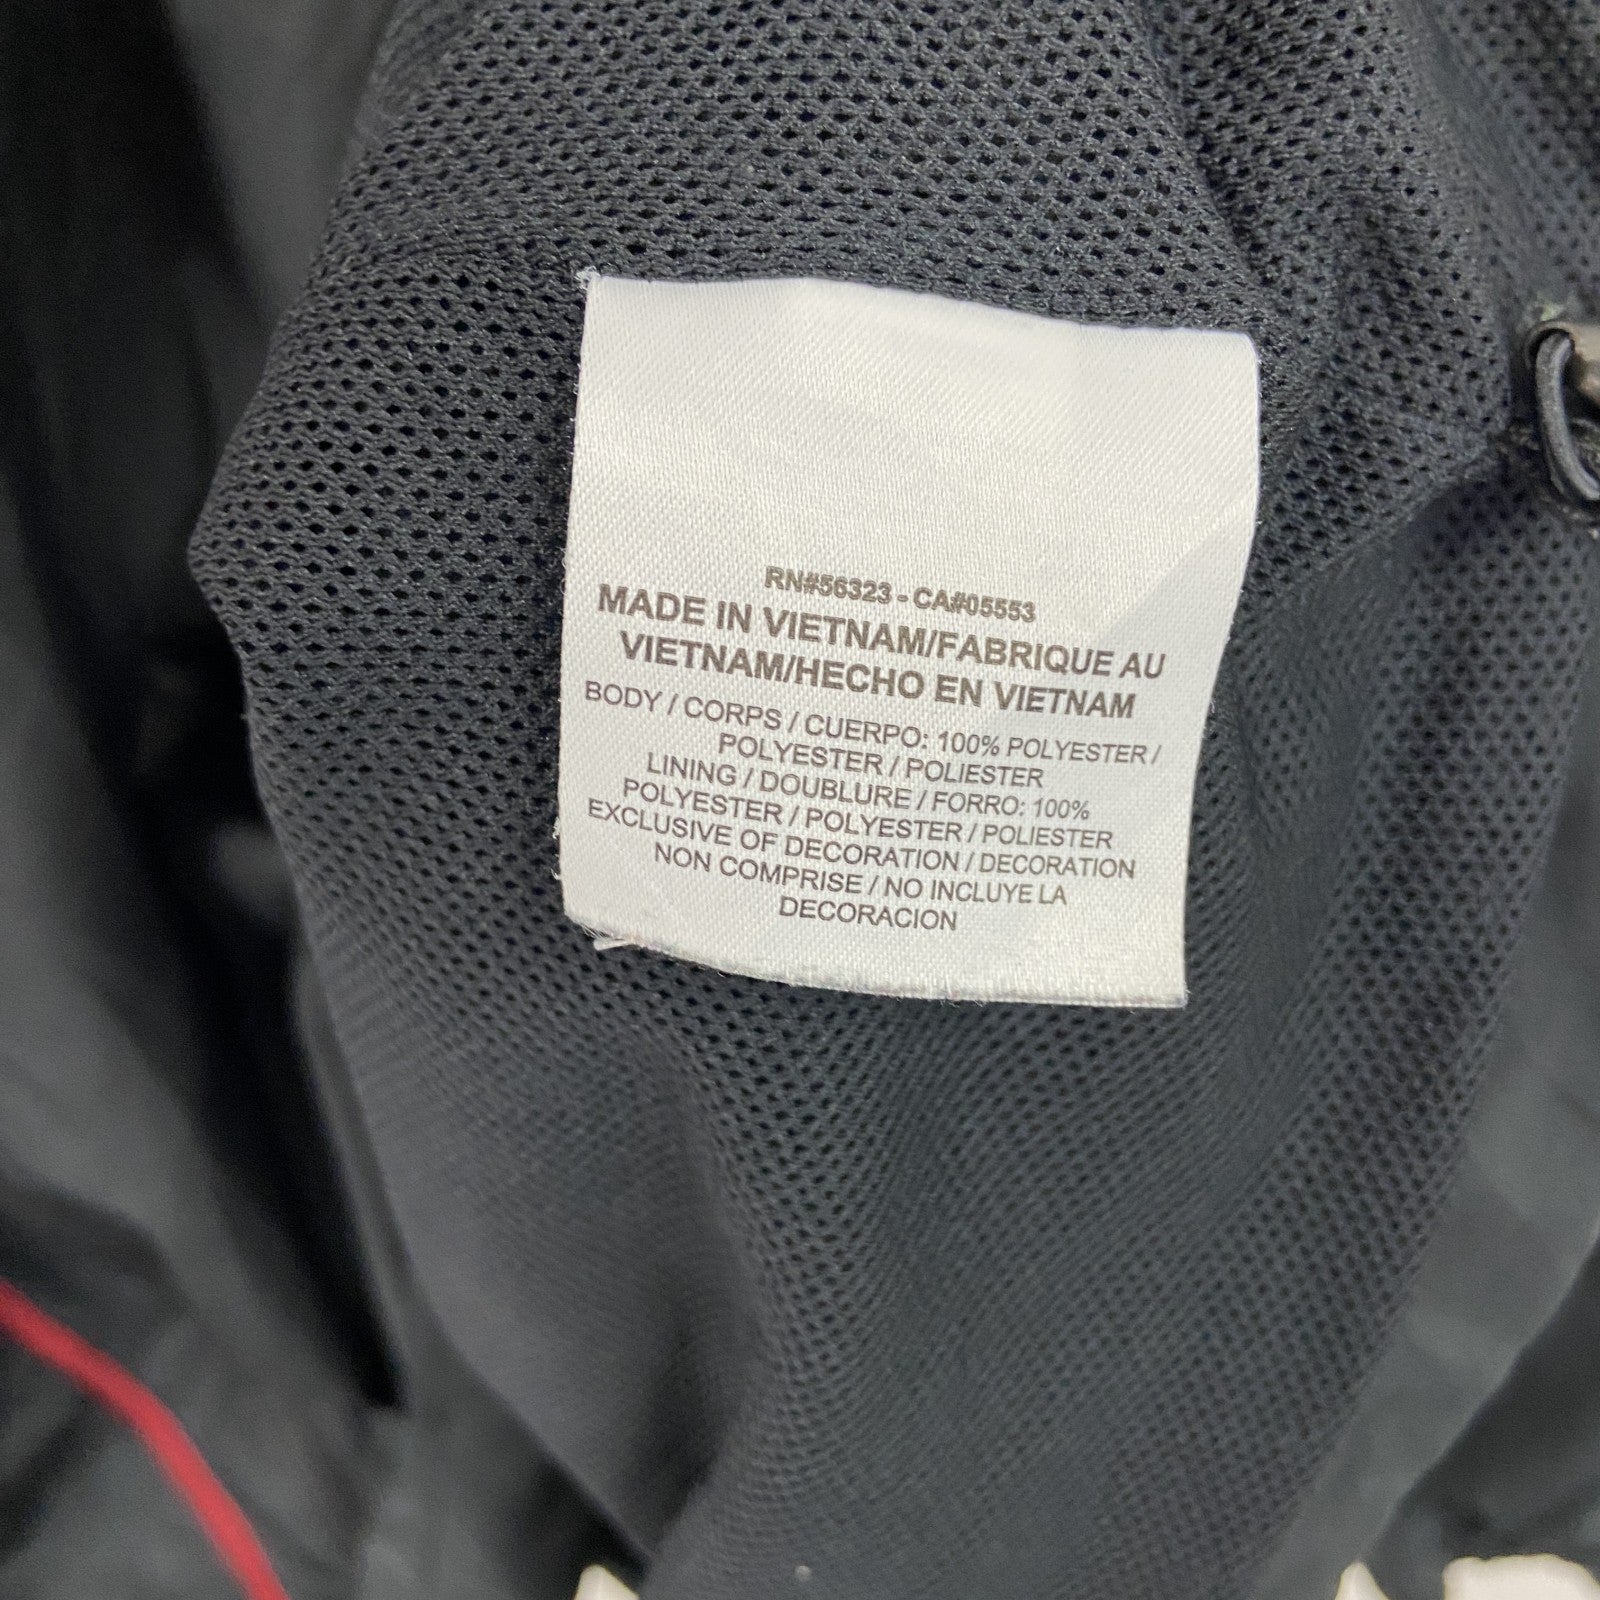 RN#56323 - CA#05553
MADE IN VIETNAM/FABRIQUE AU
VIETNAM/HECHO EN VIETNAM
BODY / CORPS / CUERPO: 100% POLYESTER /
POLYESTER / POLIESTER
LINING / DOUBLURE / FORRO: 100%
POLYESTER / POLYESTER / POLIESTER
EXCLUSIVE OF DECORATION / DECORATION
NON COMPRISE / NO INCLUYE LA
DECORACION